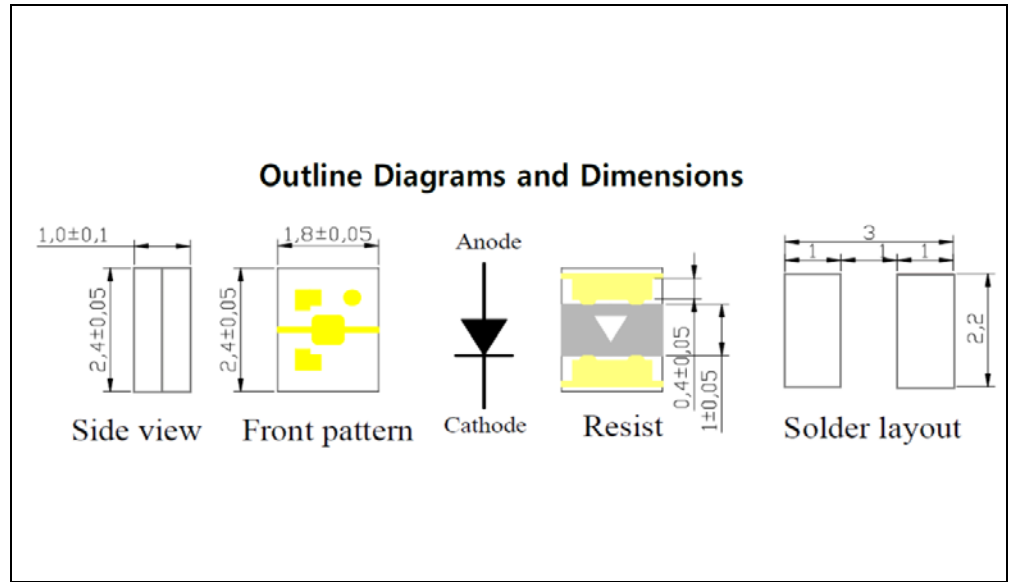 Outline Diagrams and Dimensions
1,0±0,1
2,4±0,05
Side view
1,8±0,05
2,4±0,05
Front pattern
Anode
Cathode
0,4±0,05
1±0,05
Resist
3
1 1 1
2,2
Solder layout